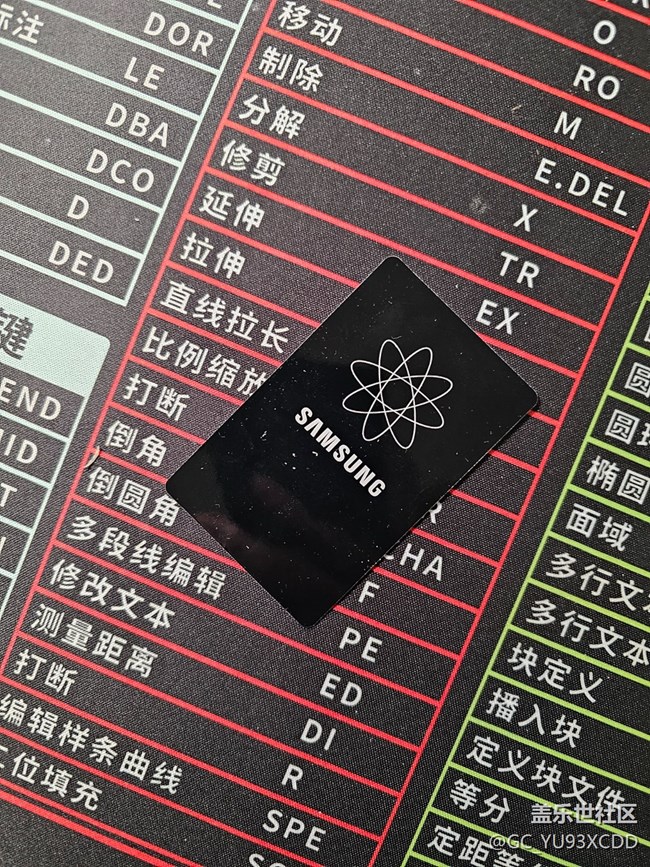 标注
DOR
LE
DBA
DCO
D
DED
键
END
移动
O
制除
RO
分解
M
修剪
E.DEL
延伸
X
拉伸
TR
直线拉长
EX
比例缩放
打断
倒角
倒圆角
CHA
多段线编辑
F
修改文本
PE
测量距离
ED
打断
DI
编辑样条曲线
R
位填充
SPE
SAMSUNG
圆
圆环
椭圆
面域
多行文本
多行文本
块定义
播入块
定义块文件
等分
定距等
盖乐世社区
@GC_YU93XCDD